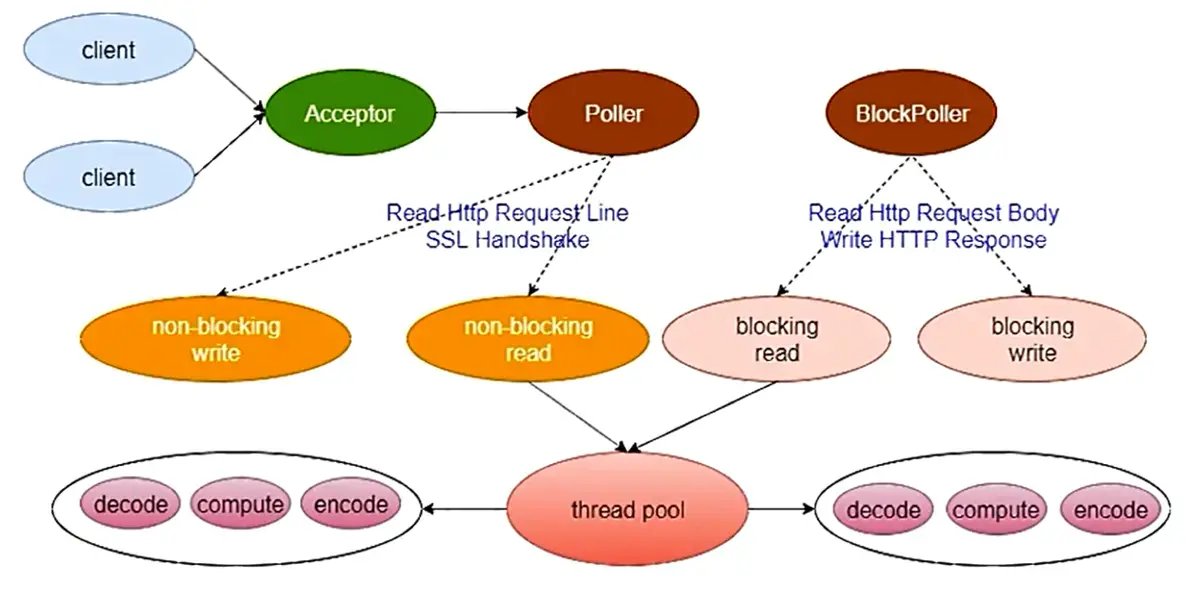 client
Acceptor
Poller
BlockPoller
client
Read Http Request Line
SSL Handshake
Read Http Request Body
Write HTTP Response
non-blocking
write
non-blocking
read
blocking
read
blocking
write
decode
compute
encode
thread pool
decode
compute
encode